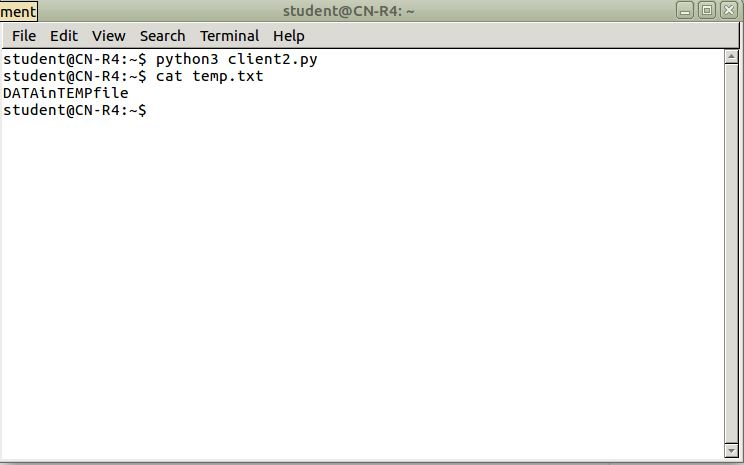 ment
student@CN-R4: ~
File Edit View Search Terminal Help
student@CN-R4:~$ python3 client2.py
student@CN-R4:~$ cat temp.txt
DATAinTEMPfile
student@CN-R4:~$